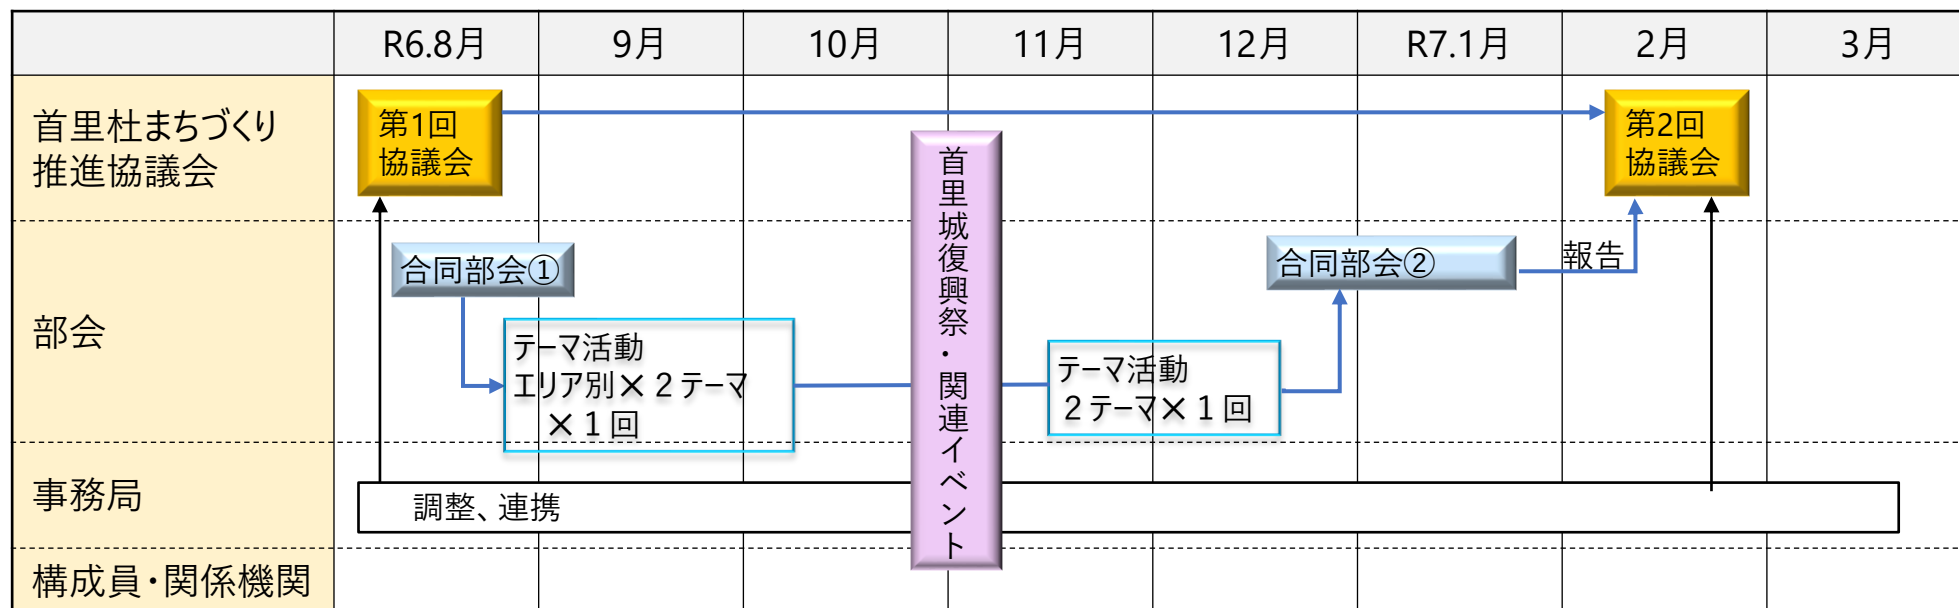 R6.8月 9月 10月 11月 12月 R7.1月 2月 3月
首里杜まちづくり
推進協議会
第1回
協議会
第2回
協議会
首里城復興祭・関連イベント
部会
合同部会①
合同部会②
報告
テーマ活動
エリア別×２テーマ
×１回
テーマ活動
２テーマ×１回
事務局
調整、連携
構成員・関係機関